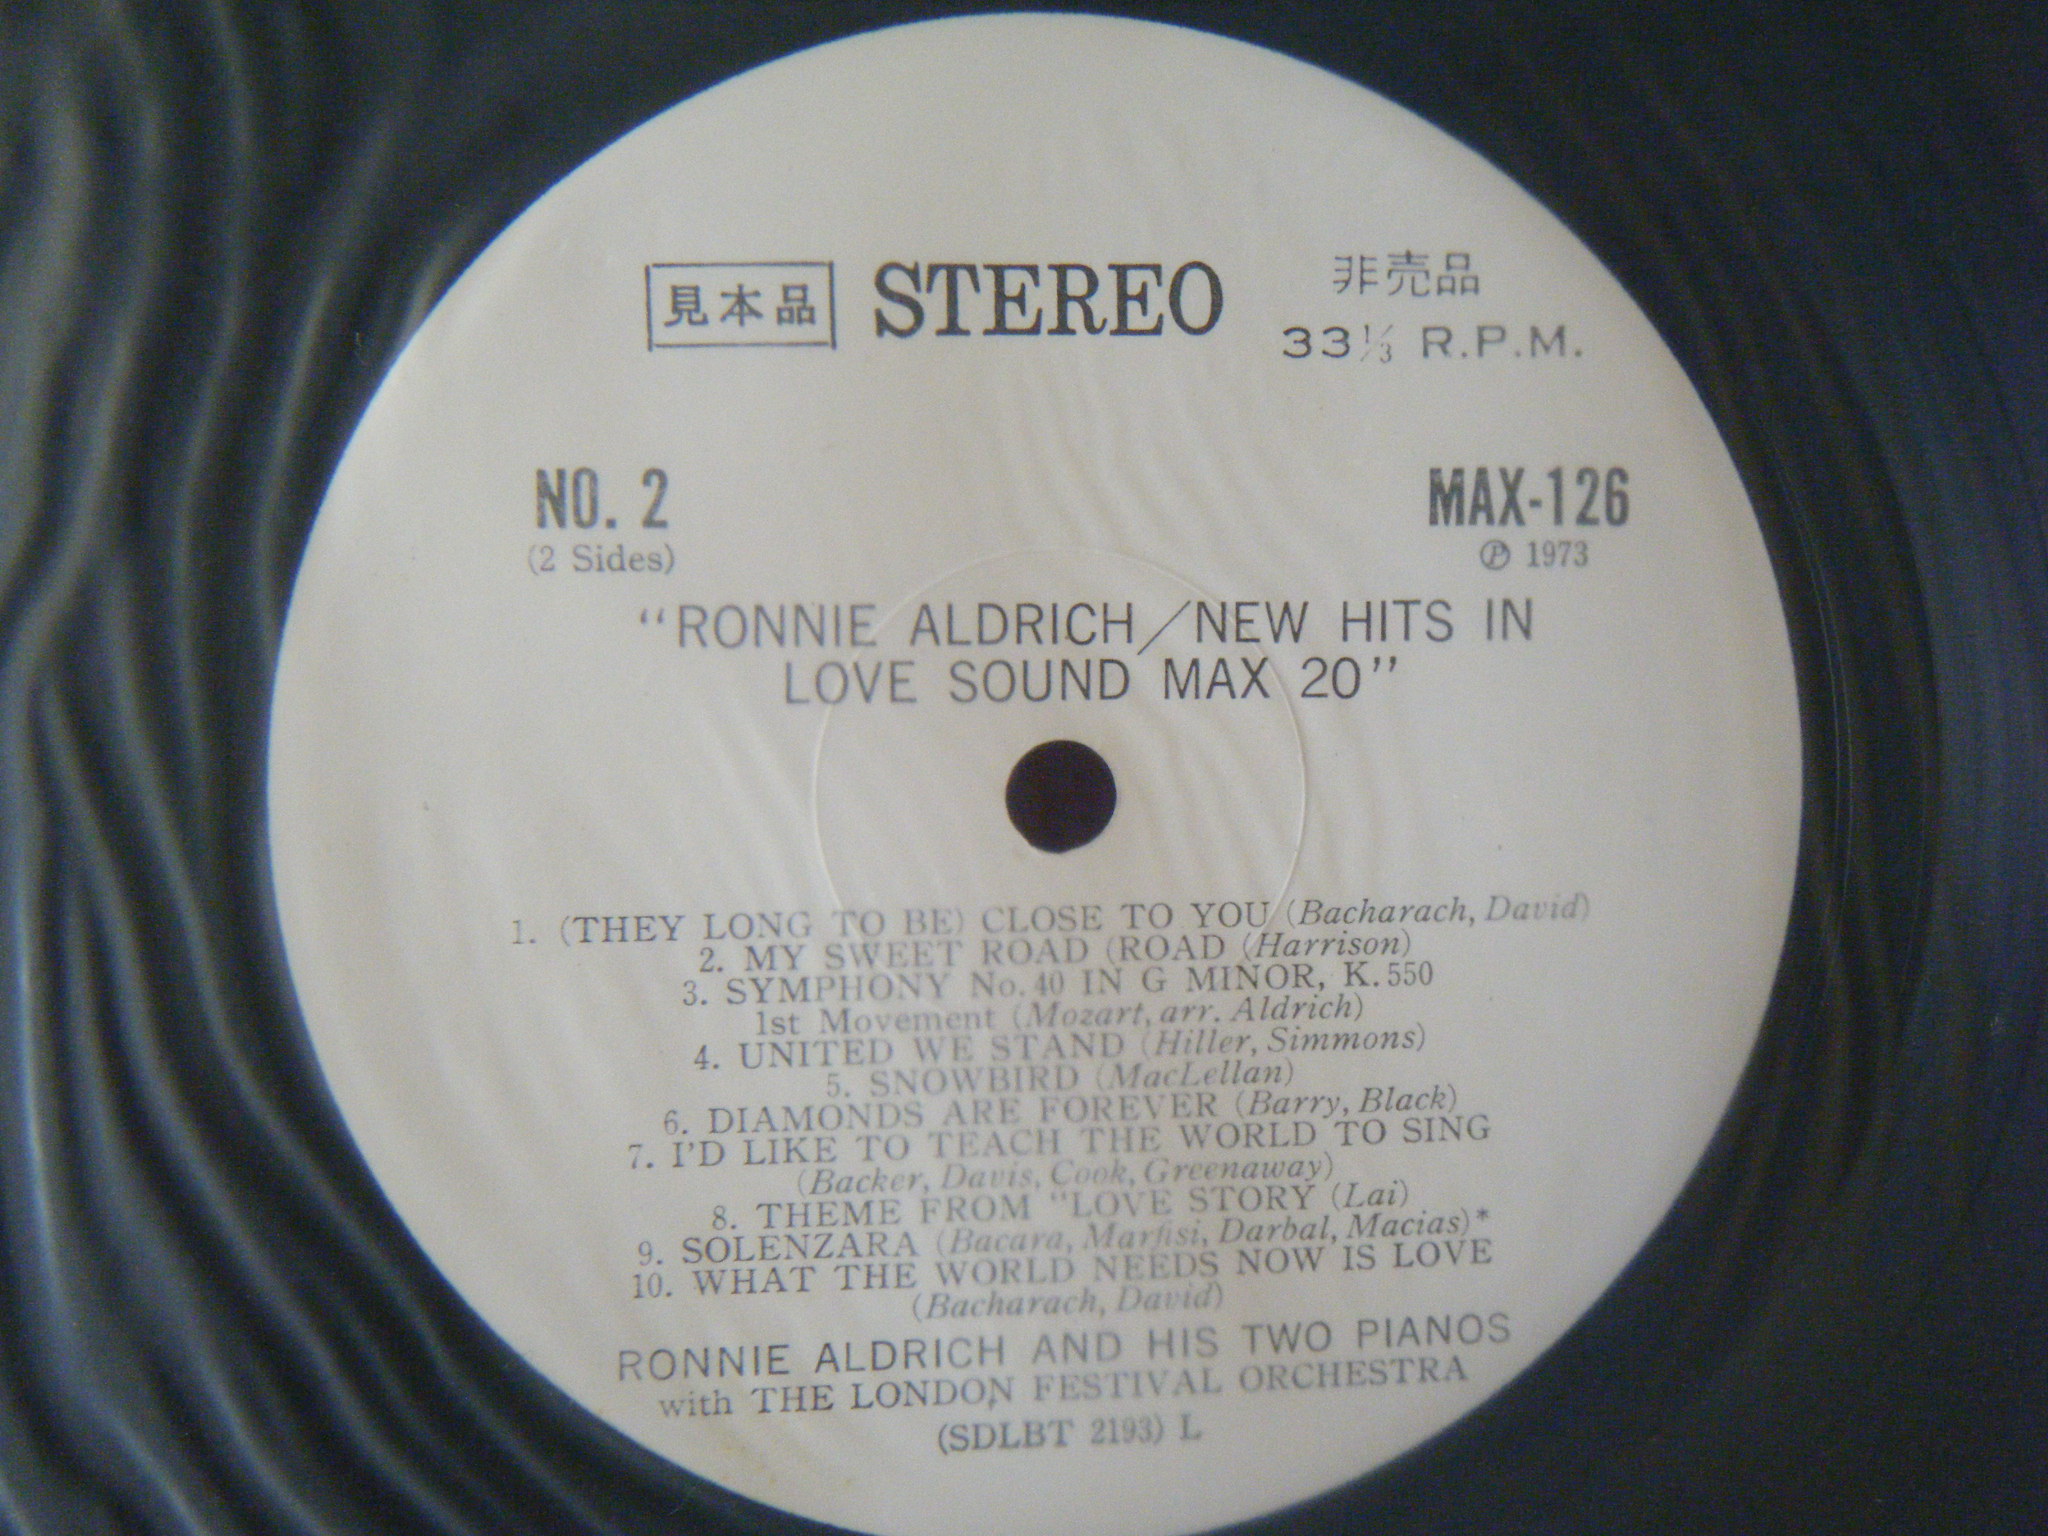 見本品 STEREO 非売品
33⅓ R.P.M.
NO. 2 MAX-126
(2 Sides) Ⓟ 1973
“RONNIE ALDRICH/NEW HITS IN
LOVE SOUND MAX 20”
1. (THEY LONG TO BE) CLOSE TO YOU (Bacharach, David)
2. MY SWEET ROAD (ROAD (Harrison)
3. SYMPHONY No. 40 IN G MINOR, K. 550
1st Movement (Mozart, arr. Aldrich)
4. UNITED WE STAND (Hiller, Simmons)
5. SNOWBIRD (MacLellan)
6. DIAMONDS ARE FOREVER (Barry, Black)
7. I'D LIKE TO TEACH THE WORLD TO SING
(Backer, Davis, Cook, Greenaway)
8. THEME FROM “LOVE STORY (Lai)
9. SOLENZARA (Bacara, Marfisi, Darbal, Macias)*
10. WHAT THE WORLD NEEDS NOW IS LOVE
(Bacharach, David)
RONNIE ALDRICH AND HIS TWO PIANOS
with THE LONDON FESTIVAL ORCHESTRA
(SDLBT 2193) L